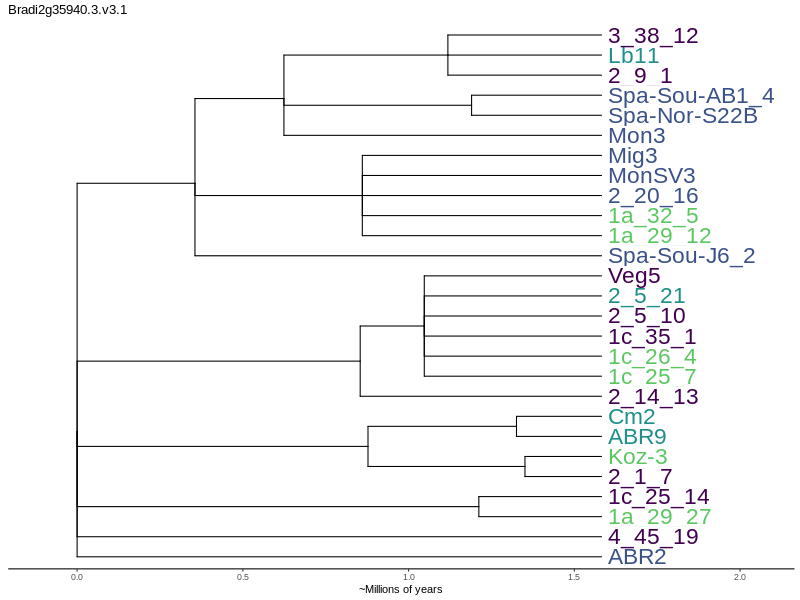 Bradi2g35940.3.v3.1
3_38_12
Lb11
2_9_1
Spa-Sou-AB1_4
Spa-Nor-S22B
Mon3
Mig3
MonSV3
2_20_16
1a_32_5
1a_29_12
Spa-Sou-J6_2
Veg5
2_5_21
2_5_10
1c_35_1
1c_26_4
1c_25_7
2_14_13
Cm2
ABR9
Koz-3
2_1_7
1c_25_14
1a_29_27
4_45_19
ABR2
0.0 0.5 1.0 1.5 2.0
~Millions of years